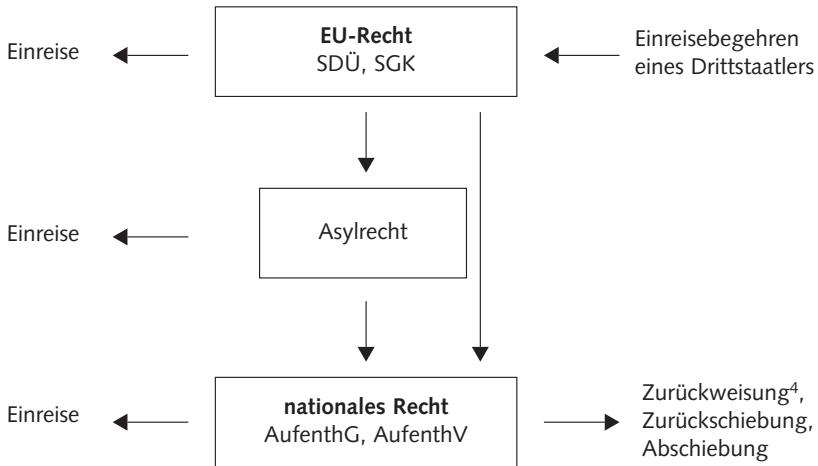 EU-Recht
SDÜ, SGK
Einreise
Einreisebegehren
eines Drittstaatlers
Asylrecht
Einreise
nationales Recht
AufenthG, AufenthV
Einreise
Zurückweisung⁴,
Zurückschiebung,
Abschiebung